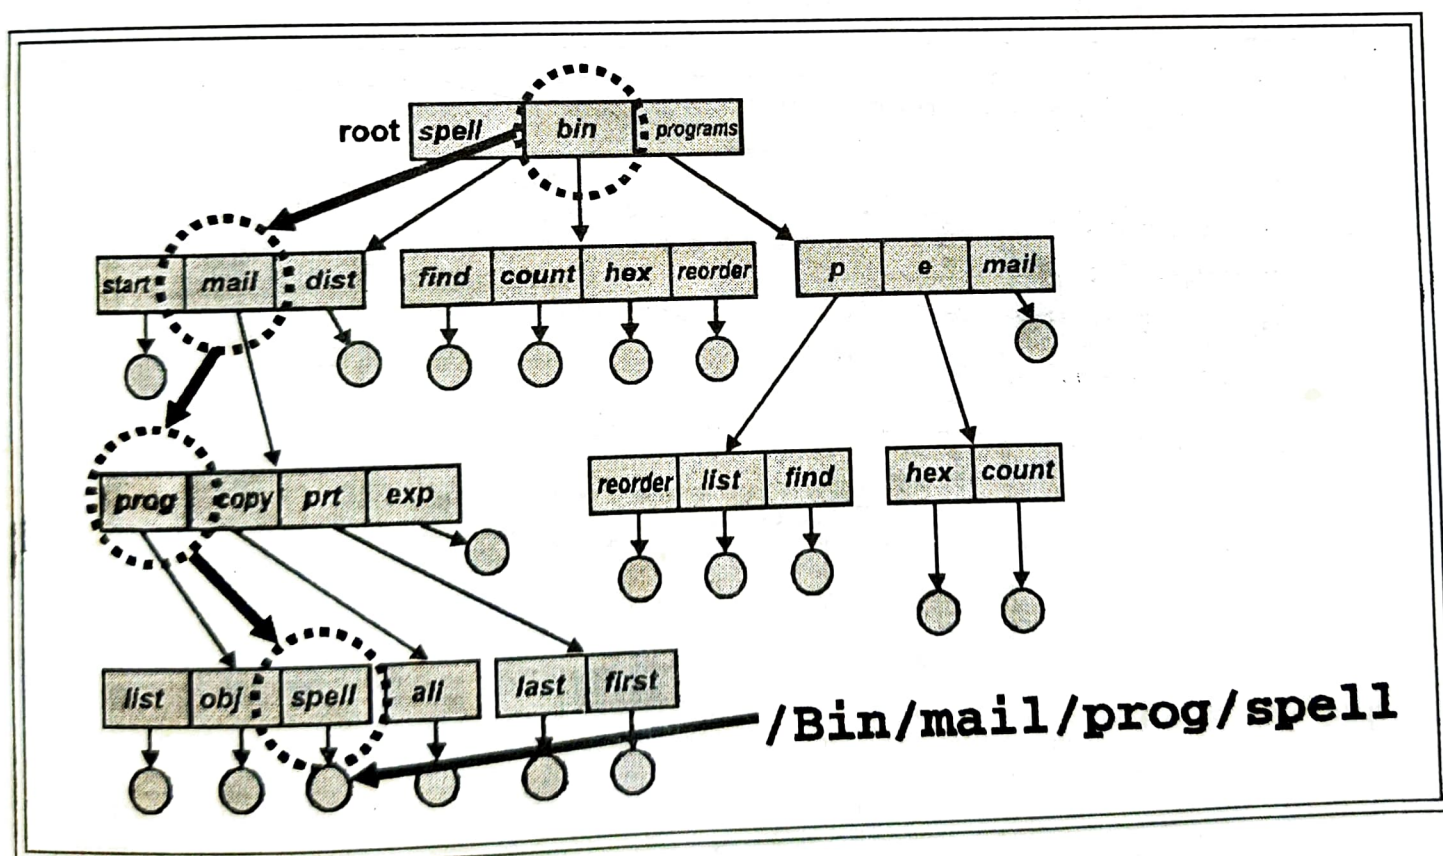 root spell bin programs
start mail dist find count hex reorder p e mail
prog copy prt exp reorder list find hex count
list obj spell all last first
/Bin/mail/prog/spell